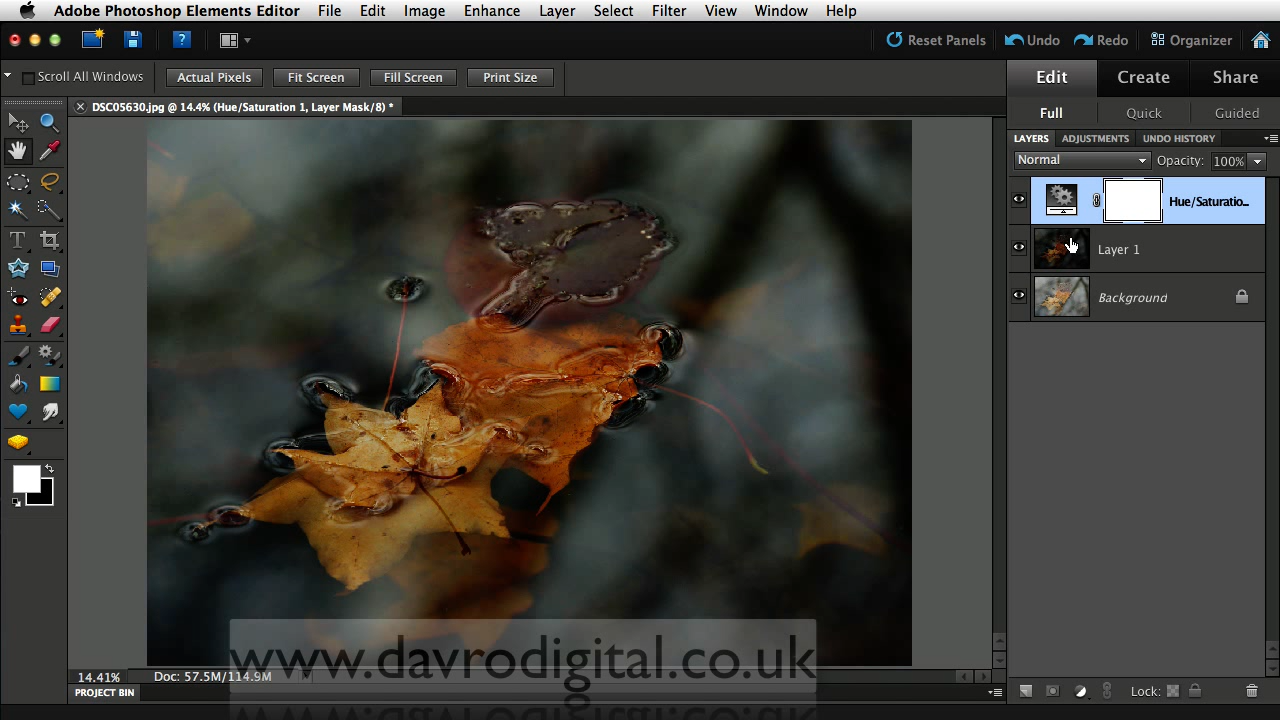 Adobe Photoshop Elements Editor File Edit Image Enhance Layer Select Filter View Window Help
? Reset Panels Undo Redo Organizer
Scroll All Windows Actual Pixels Fit Screen Fill Screen Print Size
Edit Create Share
DSC05630.jpg @ 14.4% (Hue/Saturation 1, Layer Mask/8) *
Full Quick Guided
LAYERS ADJUSTMENTS UNDO HISTORY
Normal Opacity: 100%
Hue/Saturatio...
Layer 1
Background
T
www.davrodigital.co.uk
14.41% Doc: 57.5M/114.9M
PROJECT BIN
Lock: